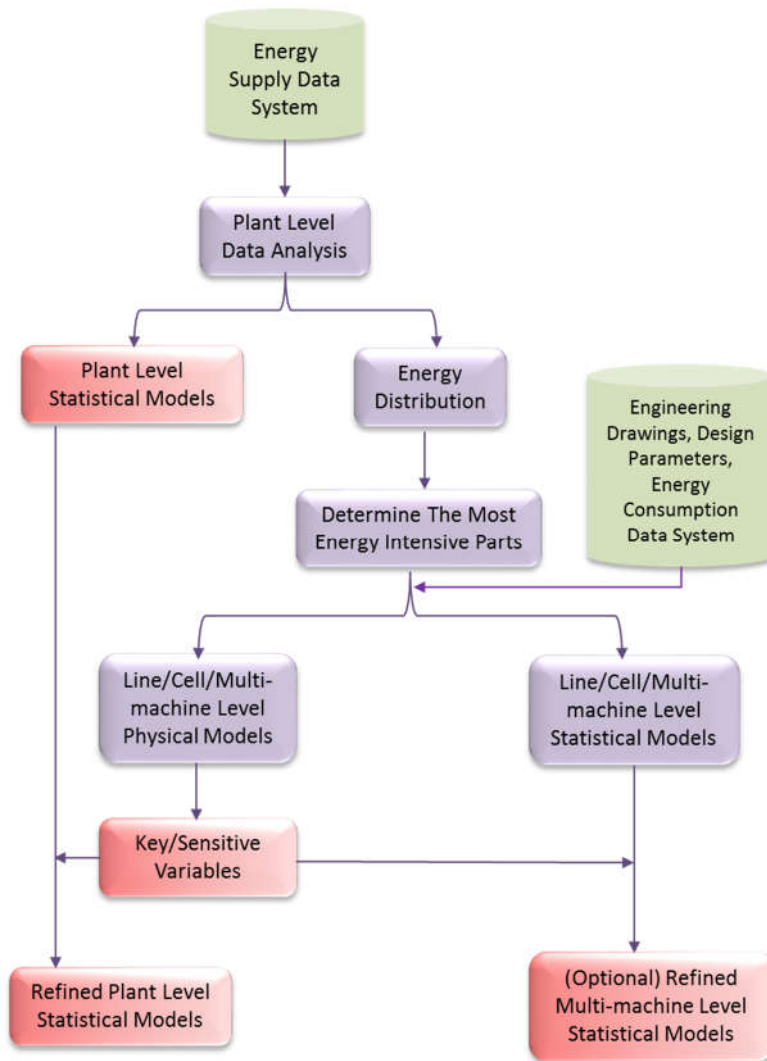 Energy
Supply Data
System
Plant Level
Data Analysis
Plant Level
Statistical Models
Energy
Distribution
Engineering
Drawings, Design
Parameters,
Energy
Consumption
Data System
Determine The Most
Energy Intensive Parts
Line/Cell/Multi-
machine Level
Physical Models
Line/Cell/Multi-
machine Level
Statistical Models
Key/Sensitive
Variables
Refined Plant Level
Statistical Models
(Optional) Refined
Multi-machine Level
Statistical Models